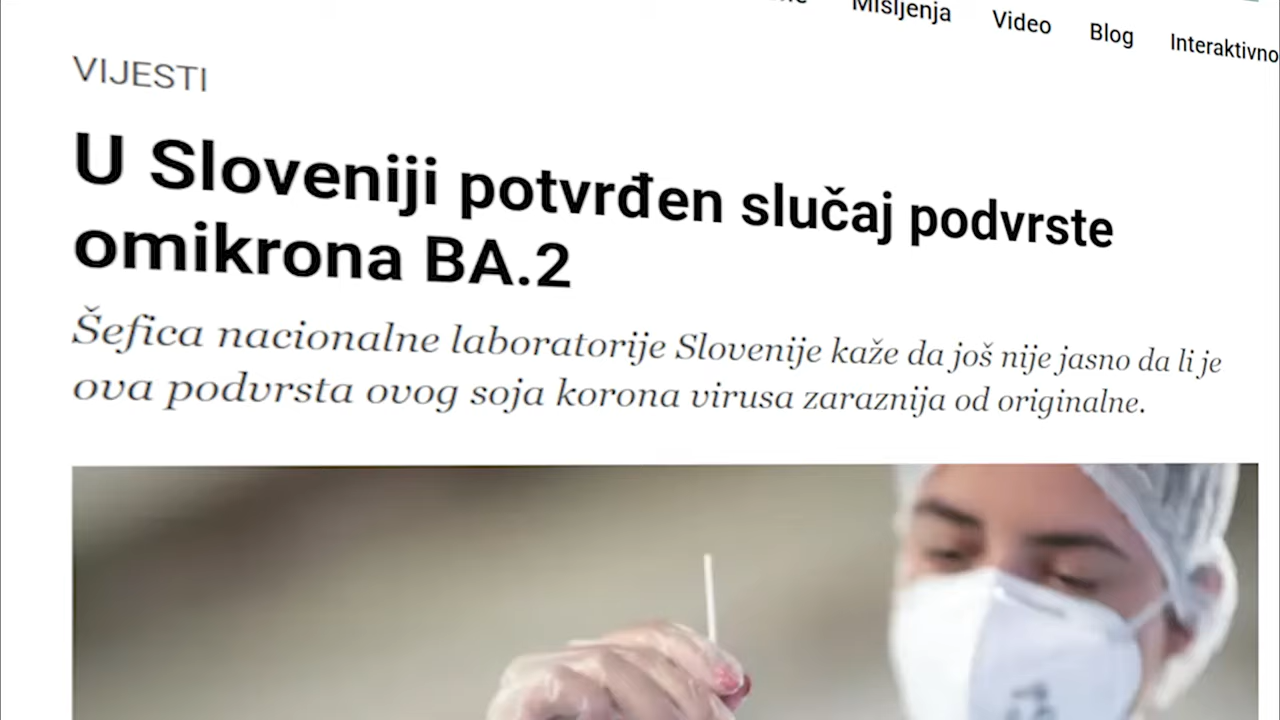 Mišljenja Video Blog Interaktivno
VIJESTI
U Sloveniji potvrđen slučaj podvrste
omikrona BA.2
Šefica nacionalne laboratorije Slovenije kaže da još nije jasno da li je
ova podvrsta ovog soja korona virusa zaraznija od originalne.